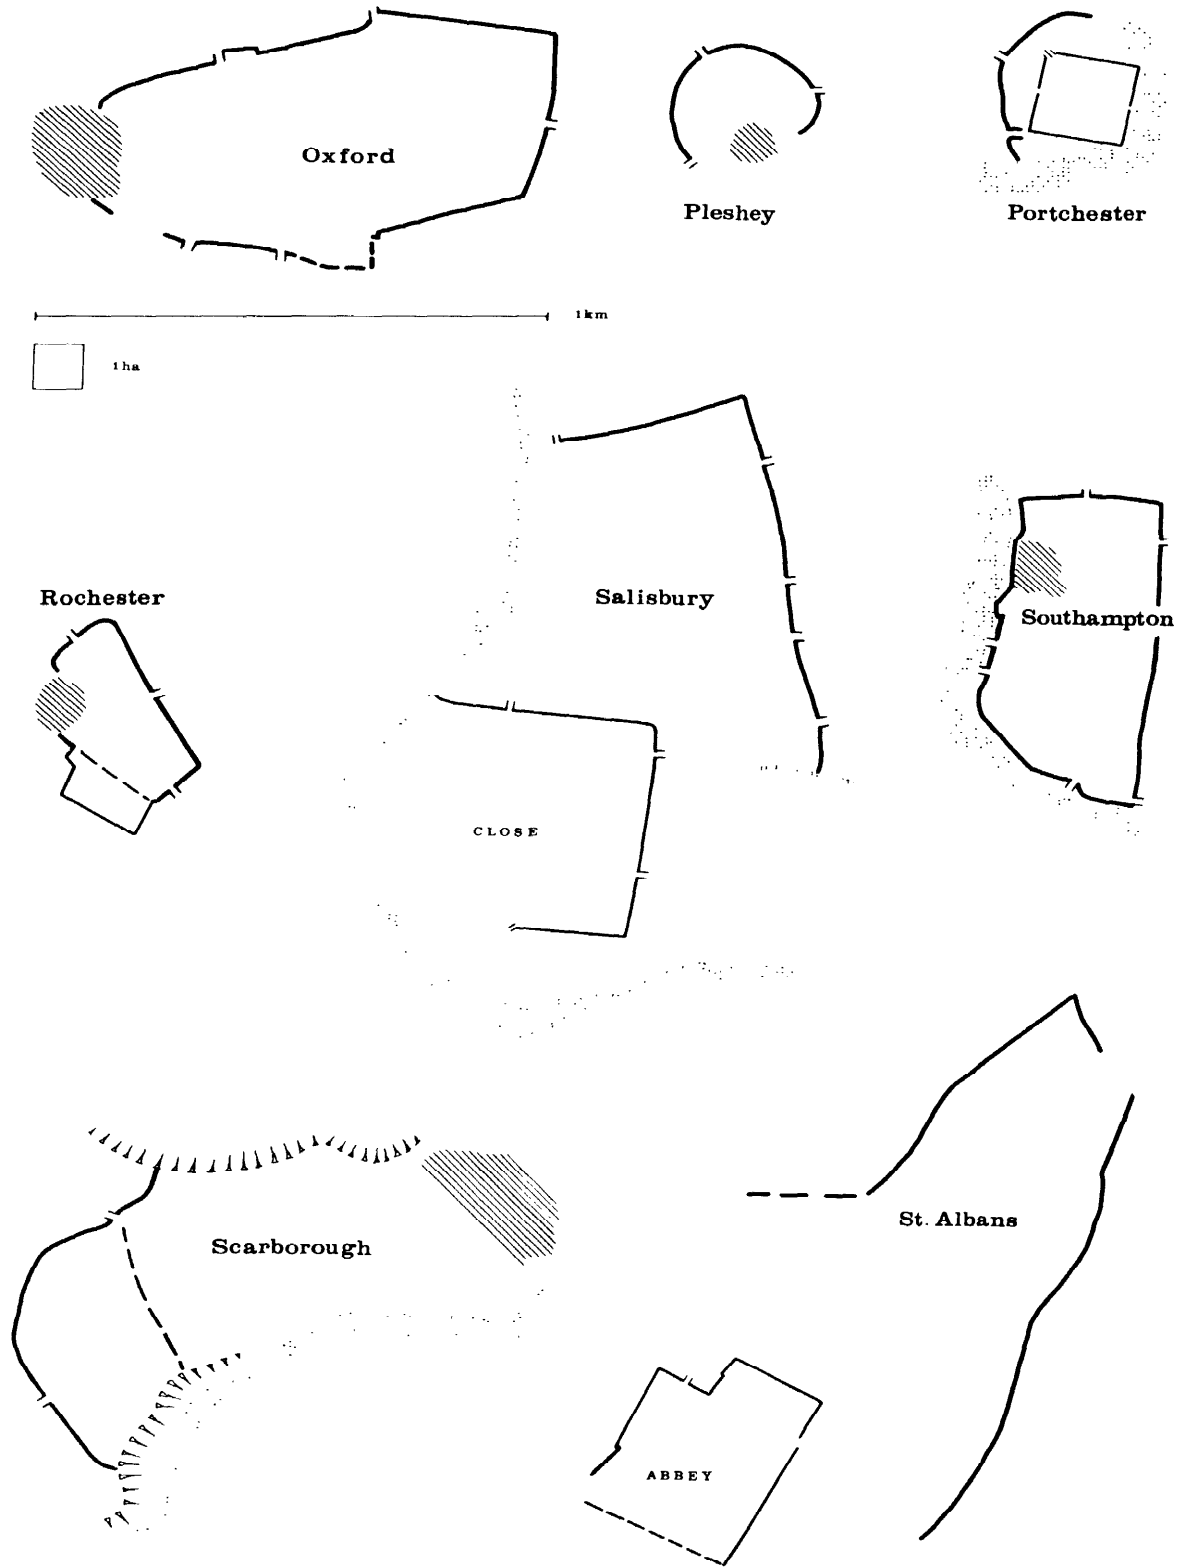 Oxford
Pleshey
Portchester
1km
1ha
Rochester
Salisbury
Southampton
CLOSE
Scarborough
St. Albans
ABBEY